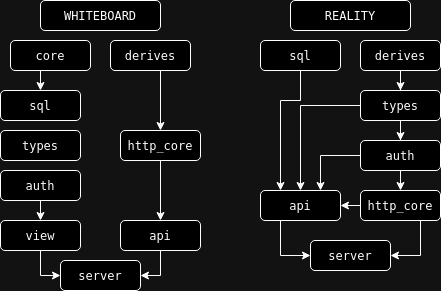 WHITEBOARD
core
derives
sql
types
http_core
auth
view
api
server
REALITY
sql
derives
types
auth
api
http_core
server